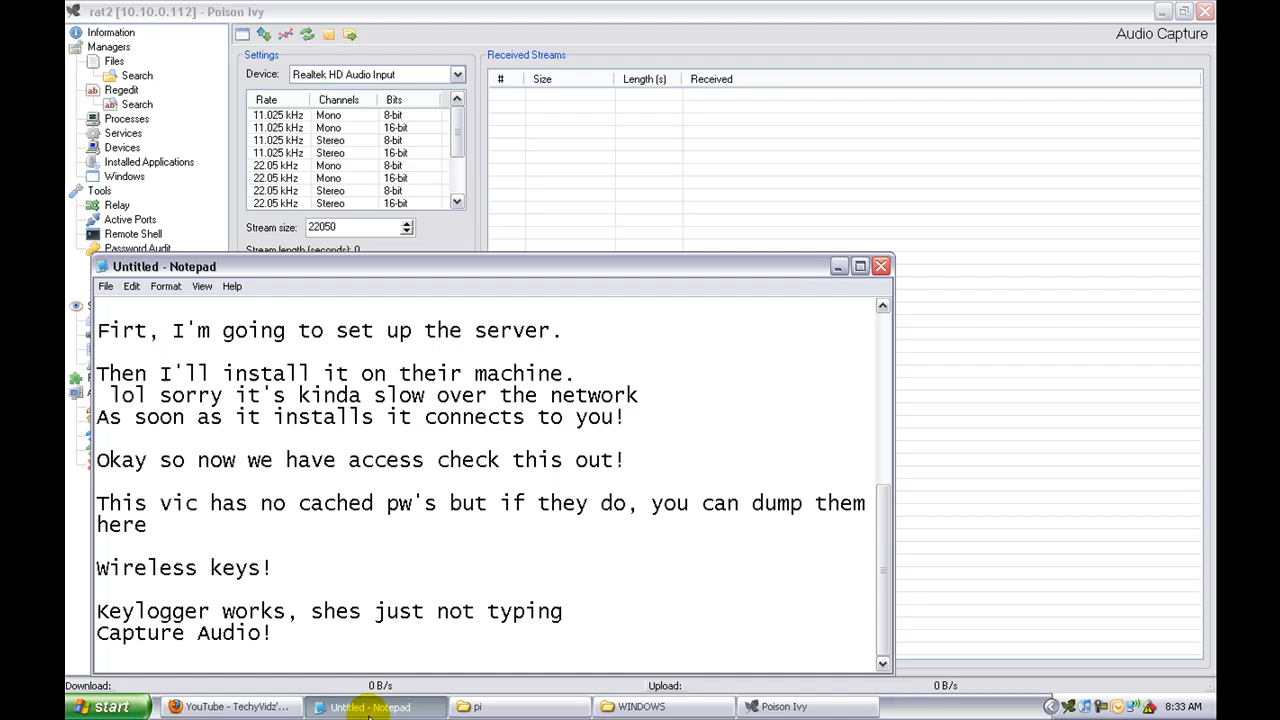 rat2 [10.10.0.112] - Poison Ivy
Information
Managers
Files
Search
Regedit
Search
Processes
Services
Devices
Installed Applications
Windows
Tools
Relay
Active Ports
Remote Shell
Password Audit
Audio Capture
Settings
Device: Realtek HD Audio Input
Rate Channels Bits
11.025 kHz Mono 8-bit
11.025 kHz Mono 16-bit
11.025 kHz Stereo 8-bit
11.025 kHz Stereo 16-bit
22.05 kHz Mono 8-bit
22.05 kHz Mono 16-bit
22.05 kHz Stereo 8-bit
22.05 kHz Stereo 16-bit
Stream size: 22050
Stream length (seconds): 0
Received Streams
# Size Length (s) Received
Untitled - Notepad
File Edit Format View Help
Firt, I'm going to set up the server.
Then I'll install it on their machine.
lol sorry it's kinda slow over the network
As soon as it installs it connects to you!
Okay so now we have access check this out!
This vic has no cached pw's but if they do, you can dump them
here
Wireless keys!
Keylogger works, shes just not typing
Capture Audio!
Download: 0 B/s Upload: 0 B/s
start YouTube - TechyVidz'... Untitled - Notepad pi WINDOWS Poison Ivy 8:33 AM